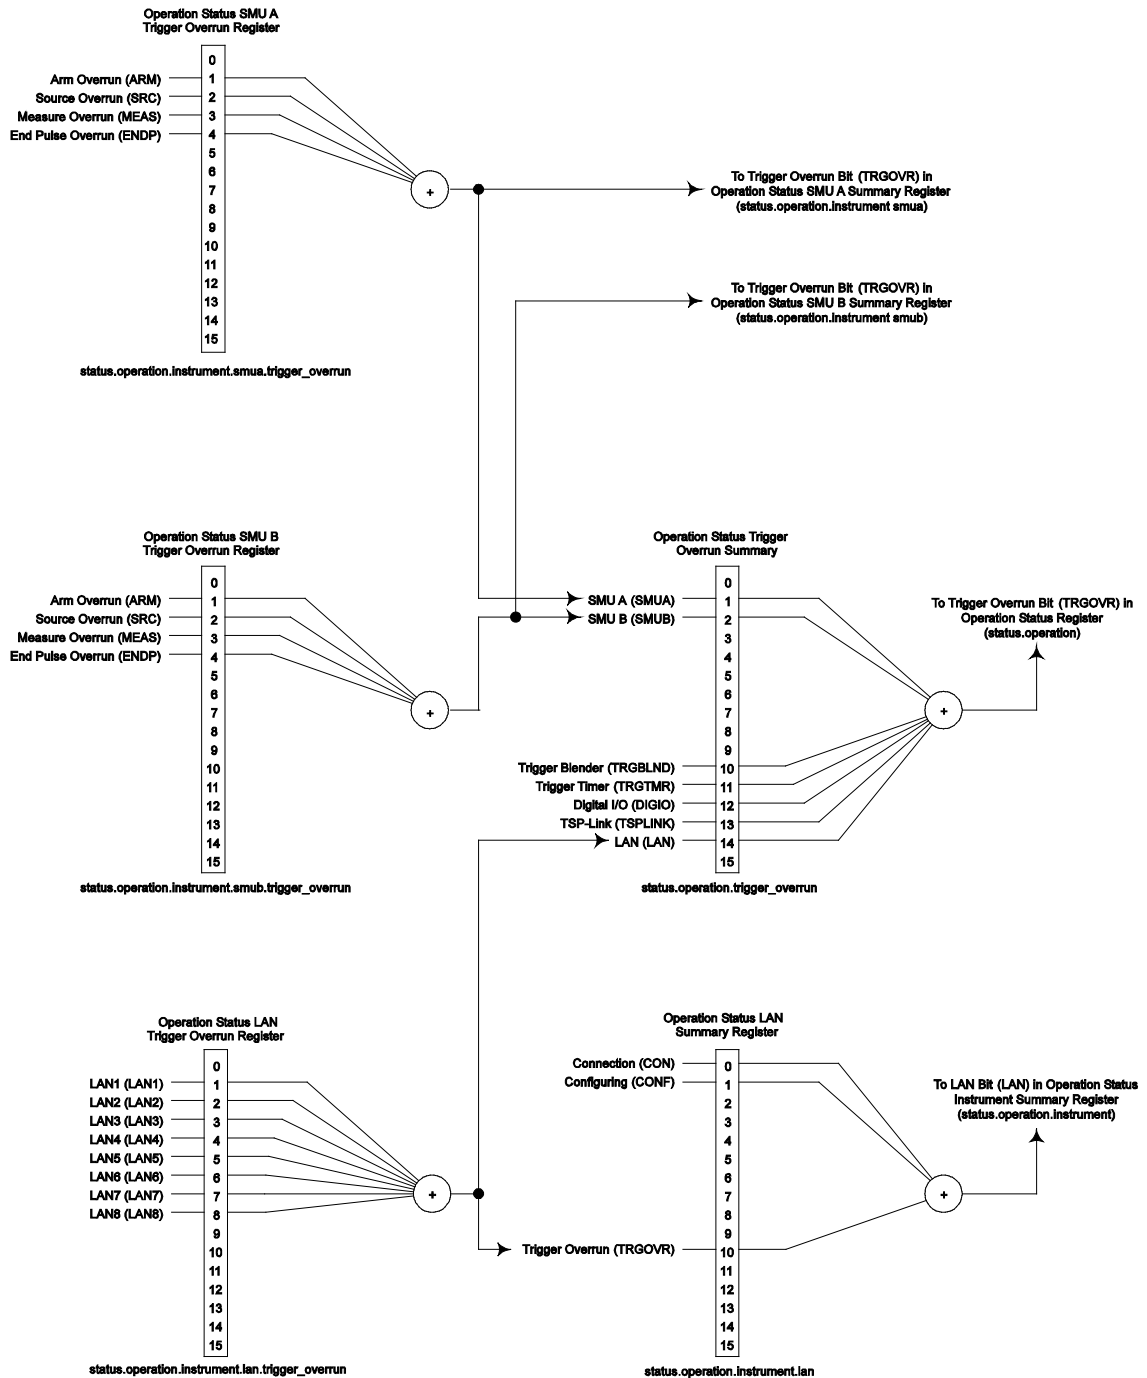 Operation Status SMU A
Trigger Overrun Register
0
Arm Overrun (ARM) 1
Source Overrun (SRC) 2
Measure Overrun (MEAS) 3
End Pulse Overrun (ENDP) 4
5
6
7
8
9
10
11
12
13
14
15
status.operation.instrument.smua.trigger_overrun
+
To Trigger Overrun Bit (TRGOVR) in
Operation Status SMU A Summary Register
(status.operation.instrument smua)
To Trigger Overrun Bit (TRGOVR) in
Operation Status SMU B Summary Register
(status.operation.instrument smub)
Operation Status SMU B
Trigger Overrun Register
0
Arm Overrun (ARM) 1
Source Overrun (SRC) 2
Measure Overrun (MEAS) 3
End Pulse Overrun (ENDP) 4
5
6
7
8
9
10
11
12
13
14
15
status.operation.instrument.smub.trigger_overrun
+
Operation Status Trigger
Overrun Summary
0
SMU A (SMUA) 1
SMU B (SMUB) 2
3
4
5
6
7
8
9
Trigger Blender (TRGBLND) 10
Trigger Timer (TRGTMR) 11
Digital I/O (DIGIO) 12
TSP-Link (TSPLINK) 13
LAN (LAN) 14
15
status.operation.trigger_overrun
+
To Trigger Overrun Bit (TRGOVR) in
Operation Status Register
(status.operation)
Operation Status LAN
Trigger Overrun Register
0
LAN1 (LAN1) 1
LAN2 (LAN2) 2
LAN3 (LAN3) 3
LAN4 (LAN4) 4
LAN5 (LAN5) 5
LAN6 (LAN6) 6
LAN7 (LAN7) 7
LAN8 (LAN8) 8
9
10
11
12
13
14
15
status.operation.instrument.lan.trigger_overrun
+
Operation Status LAN
Summary Register
Connection (CON) 0
Configuring (CONF) 1
2
3
4
5
6
7
8
9
Trigger Overrun (TRGOVR) 10
11
12
13
14
15
status.operation.instrument.lan
+
To LAN Bit (LAN) in Operation Status
Instrument Summary Register
(status.operation.instrument)